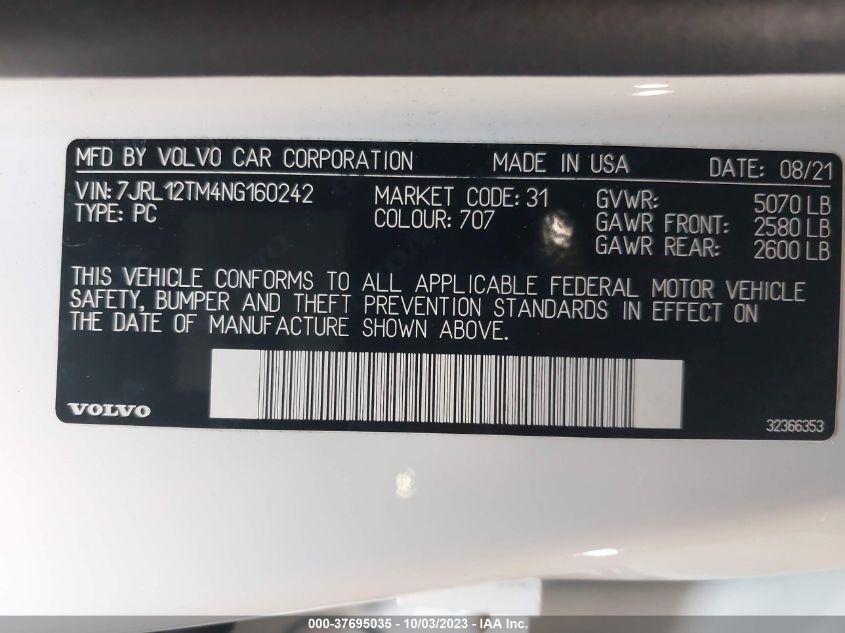 MFD BY VOLVO CAR CORPORATION MADE IN USA DATE: 08/21
VIN: 7JRL12TM4NG160242 MARKET CODE: 31 GVWR: 5070 LB
TYPE: PC COLOUR: 707 GAWR FRONT: 2580 LB
GAWR REAR: 2600 LB
THIS VEHICLE CONFORMS TO ALL APPLICABLE FEDERAL MOTOR VEHICLE
SAFETY, BUMPER AND THEFT PREVENTION STANDARDS IN EFFECT ON
THE DATE OF MANUFACTURE SHOWN ABOVE.
VOLVO 32366353
000-37695035 - 10/03/2023 - IAA Inc.